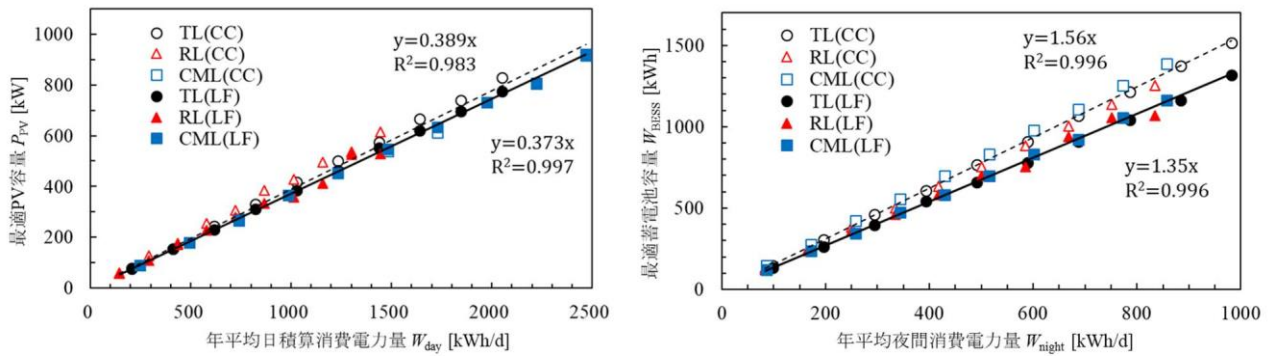 1000
800
600
400
200
0
最適PV容量 P_PV [kW]
TL(CC)
RL(CC)
CML(CC)
TL(LF)
RL(LF)
CML(LF)
y=0.389x
R²=0.983
y=0.373x
R²=0.997
0 500 1000 1500 2000 2500
年平均日積算消費電力量 W_day [kWh/d]
1500
1000
500
0
最適蓄電池容量 W_BESS [kWh]
TL(CC)
RL(CC)
CML(CC)
TL(LF)
RL(LF)
CML(LF)
y=1.56x
R²=0.996
y=1.35x
R²=0.996
0 200 400 600 800 1000
年平均夜間消費電力量 W_night [kWh/d]